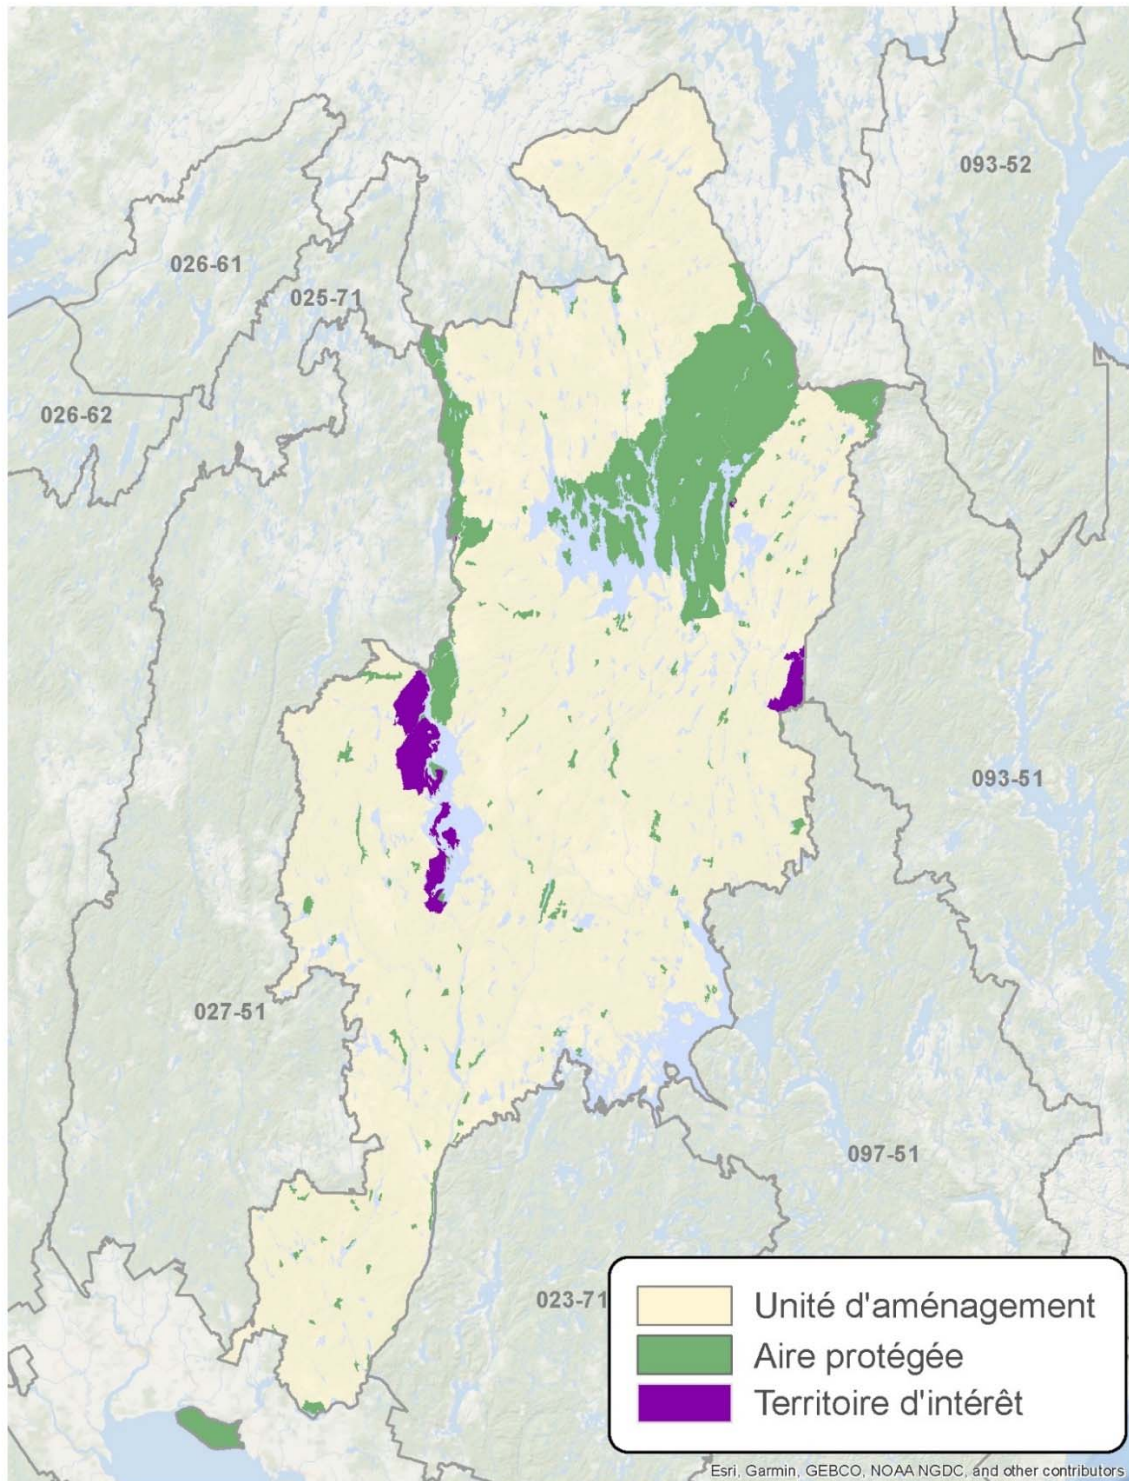 093-52
026-61
025-71
026-62
093-51
027-51
097-51
023-71
Unité d'aménagement
Aire protégée
Territoire d'intérêt
Esri, Garmin, GEBCO, NOAA NGDC, and other contributors